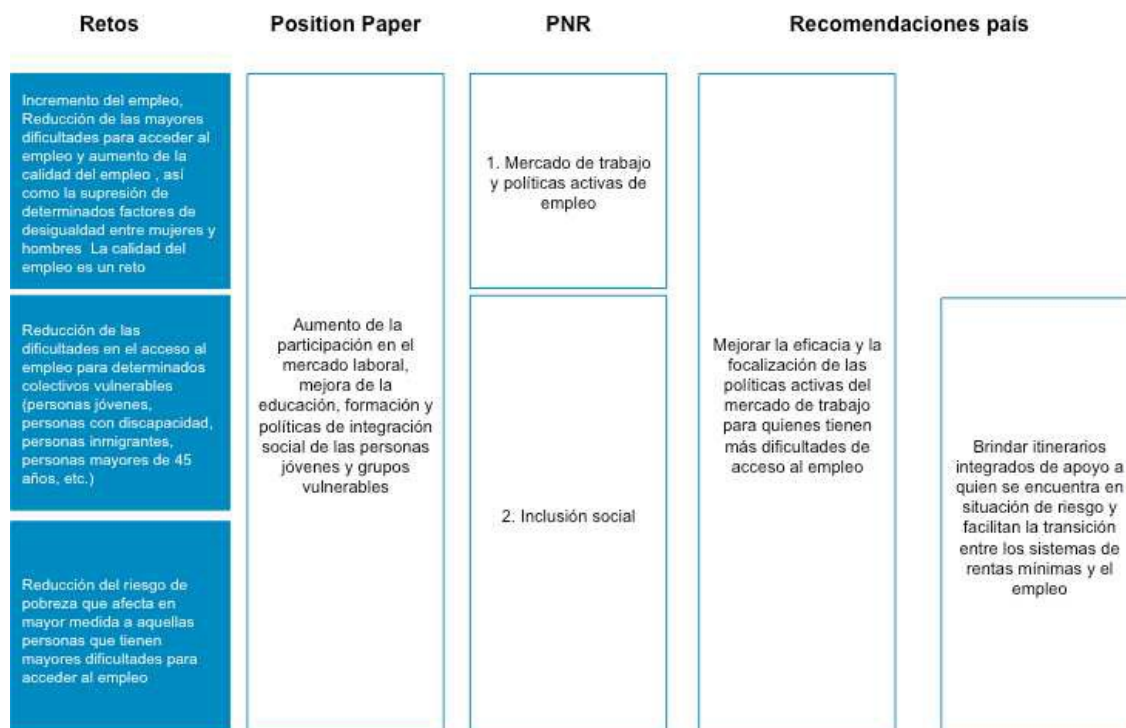 Retos
Position Paper
PNR
Recomendaciones país
Incremento del empleo,
Reducción de las mayores
dificultades para acceder al
empleo y aumento de la
calidad del empleo , así
como la supresión de
determinados factores de
desigualdad entre mujeres y
hombres La calidad del
empleo es un reto
Reducción de las
dificultades en el acceso al
empleo para determinados
colectivos vulnerables
(personas jóvenes,
personas con discapacidad,
personas inmigrantes,
personas mayores de 45
años, etc.)
Reducción del riesgo de
pobreza que afecta en
mayor medida a aquellas
personas que tienen
mayores dificultades para
acceder al empleo
Aumento de la
participación en el
mercado laboral,
mejora de la
educación, formación y
políticas de integración
social de las personas
jóvenes y grupos
vulnerables
1. Mercado de trabajo
y políticas activas de
empleo
2. Inclusión social
Mejorar la eficacia y la
focalización de las
políticas activas del
mercado de trabajo
para quienes tienen
más dificultades de
acceso al empleo
Brindar itinerarios
integrados de apoyo a
quien se encuentra en
situación de riesgo y
facilitan la transición
entre los sistemas de
rentas mínimas y el
empleo